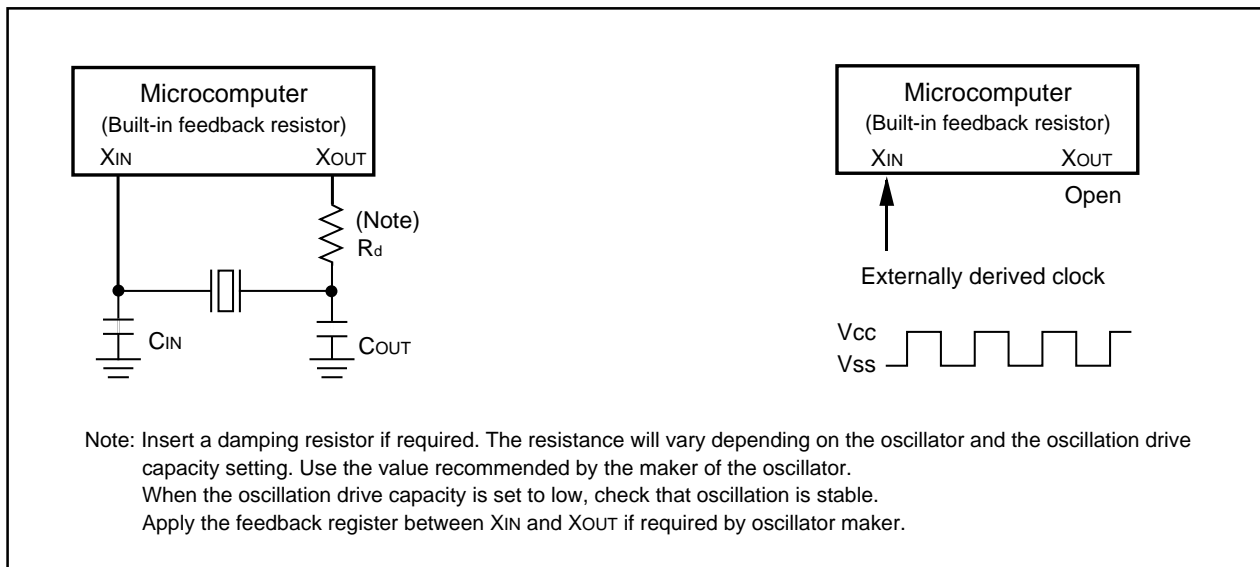 Microcomputer
(Built-in feedback resistor)
XIN XOUT
(Note)
Rd
CIN
COUT
Microcomputer
(Built-in feedback resistor)
XIN XOUT
Open
Externally derived clock
Vcc
Vss
Note: Insert a damping resistor if required. The resistance will vary depending on the oscillator and the oscillation drive
capacity setting. Use the value recommended by the maker of the oscillator.
When the oscillation drive capacity is set to low, check that oscillation is stable.
Apply the feedback register between XIN and XOUT if required by oscillator maker.